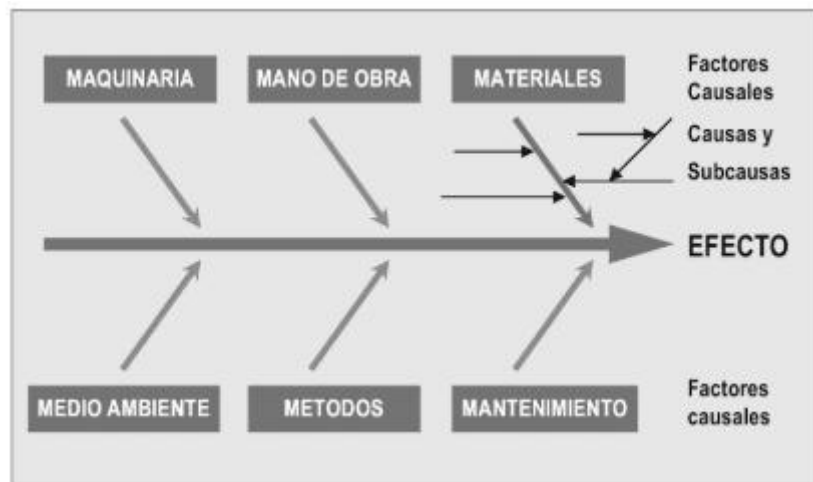 MAQUINARIA
MANO DE OBRA
MATERIALES
Factores
Causales
Causas y
Subcausas
EFECTO
MEDIO AMBIENTE
METODOS
MANTENIMIENTO
Factores
causales